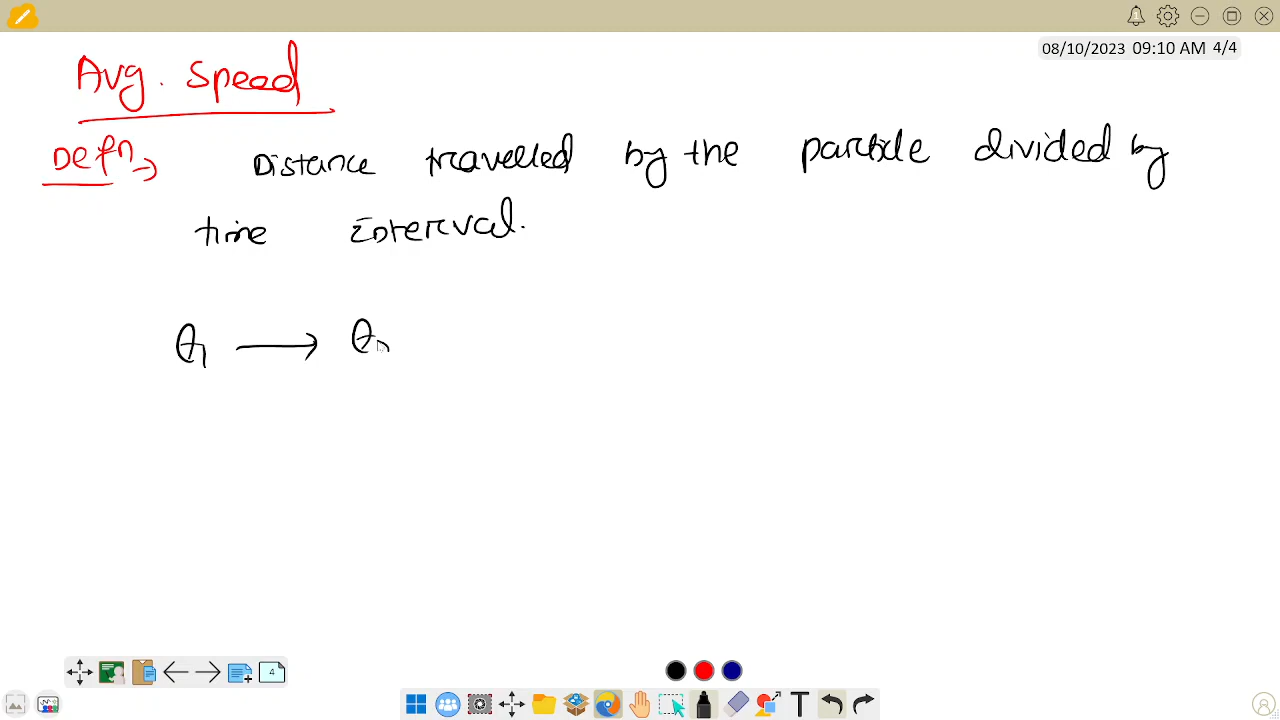 08/10/2023 09:10 AM 4/4
Avg. Speed
Defn → Distance travelled by the particle divided by
time interval.
4
T